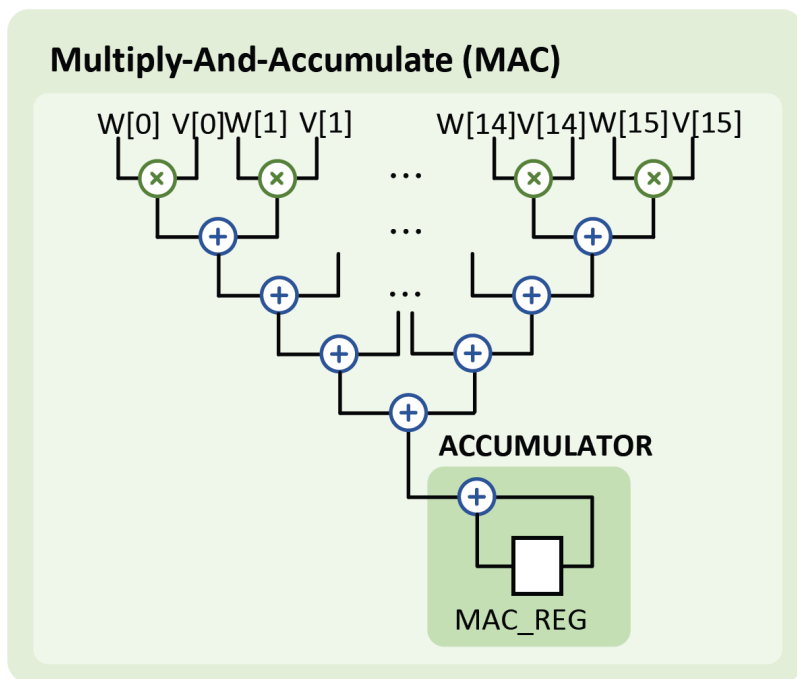 Multiply-And-Accumulate (MAC)
W[0] V[0] W[1] V[1] W[14] V[14] W[15] V[15]
× × ... × ×
+ ... +
+ ... +
+ +
+
ACCUMULATOR
+
MAC_REG